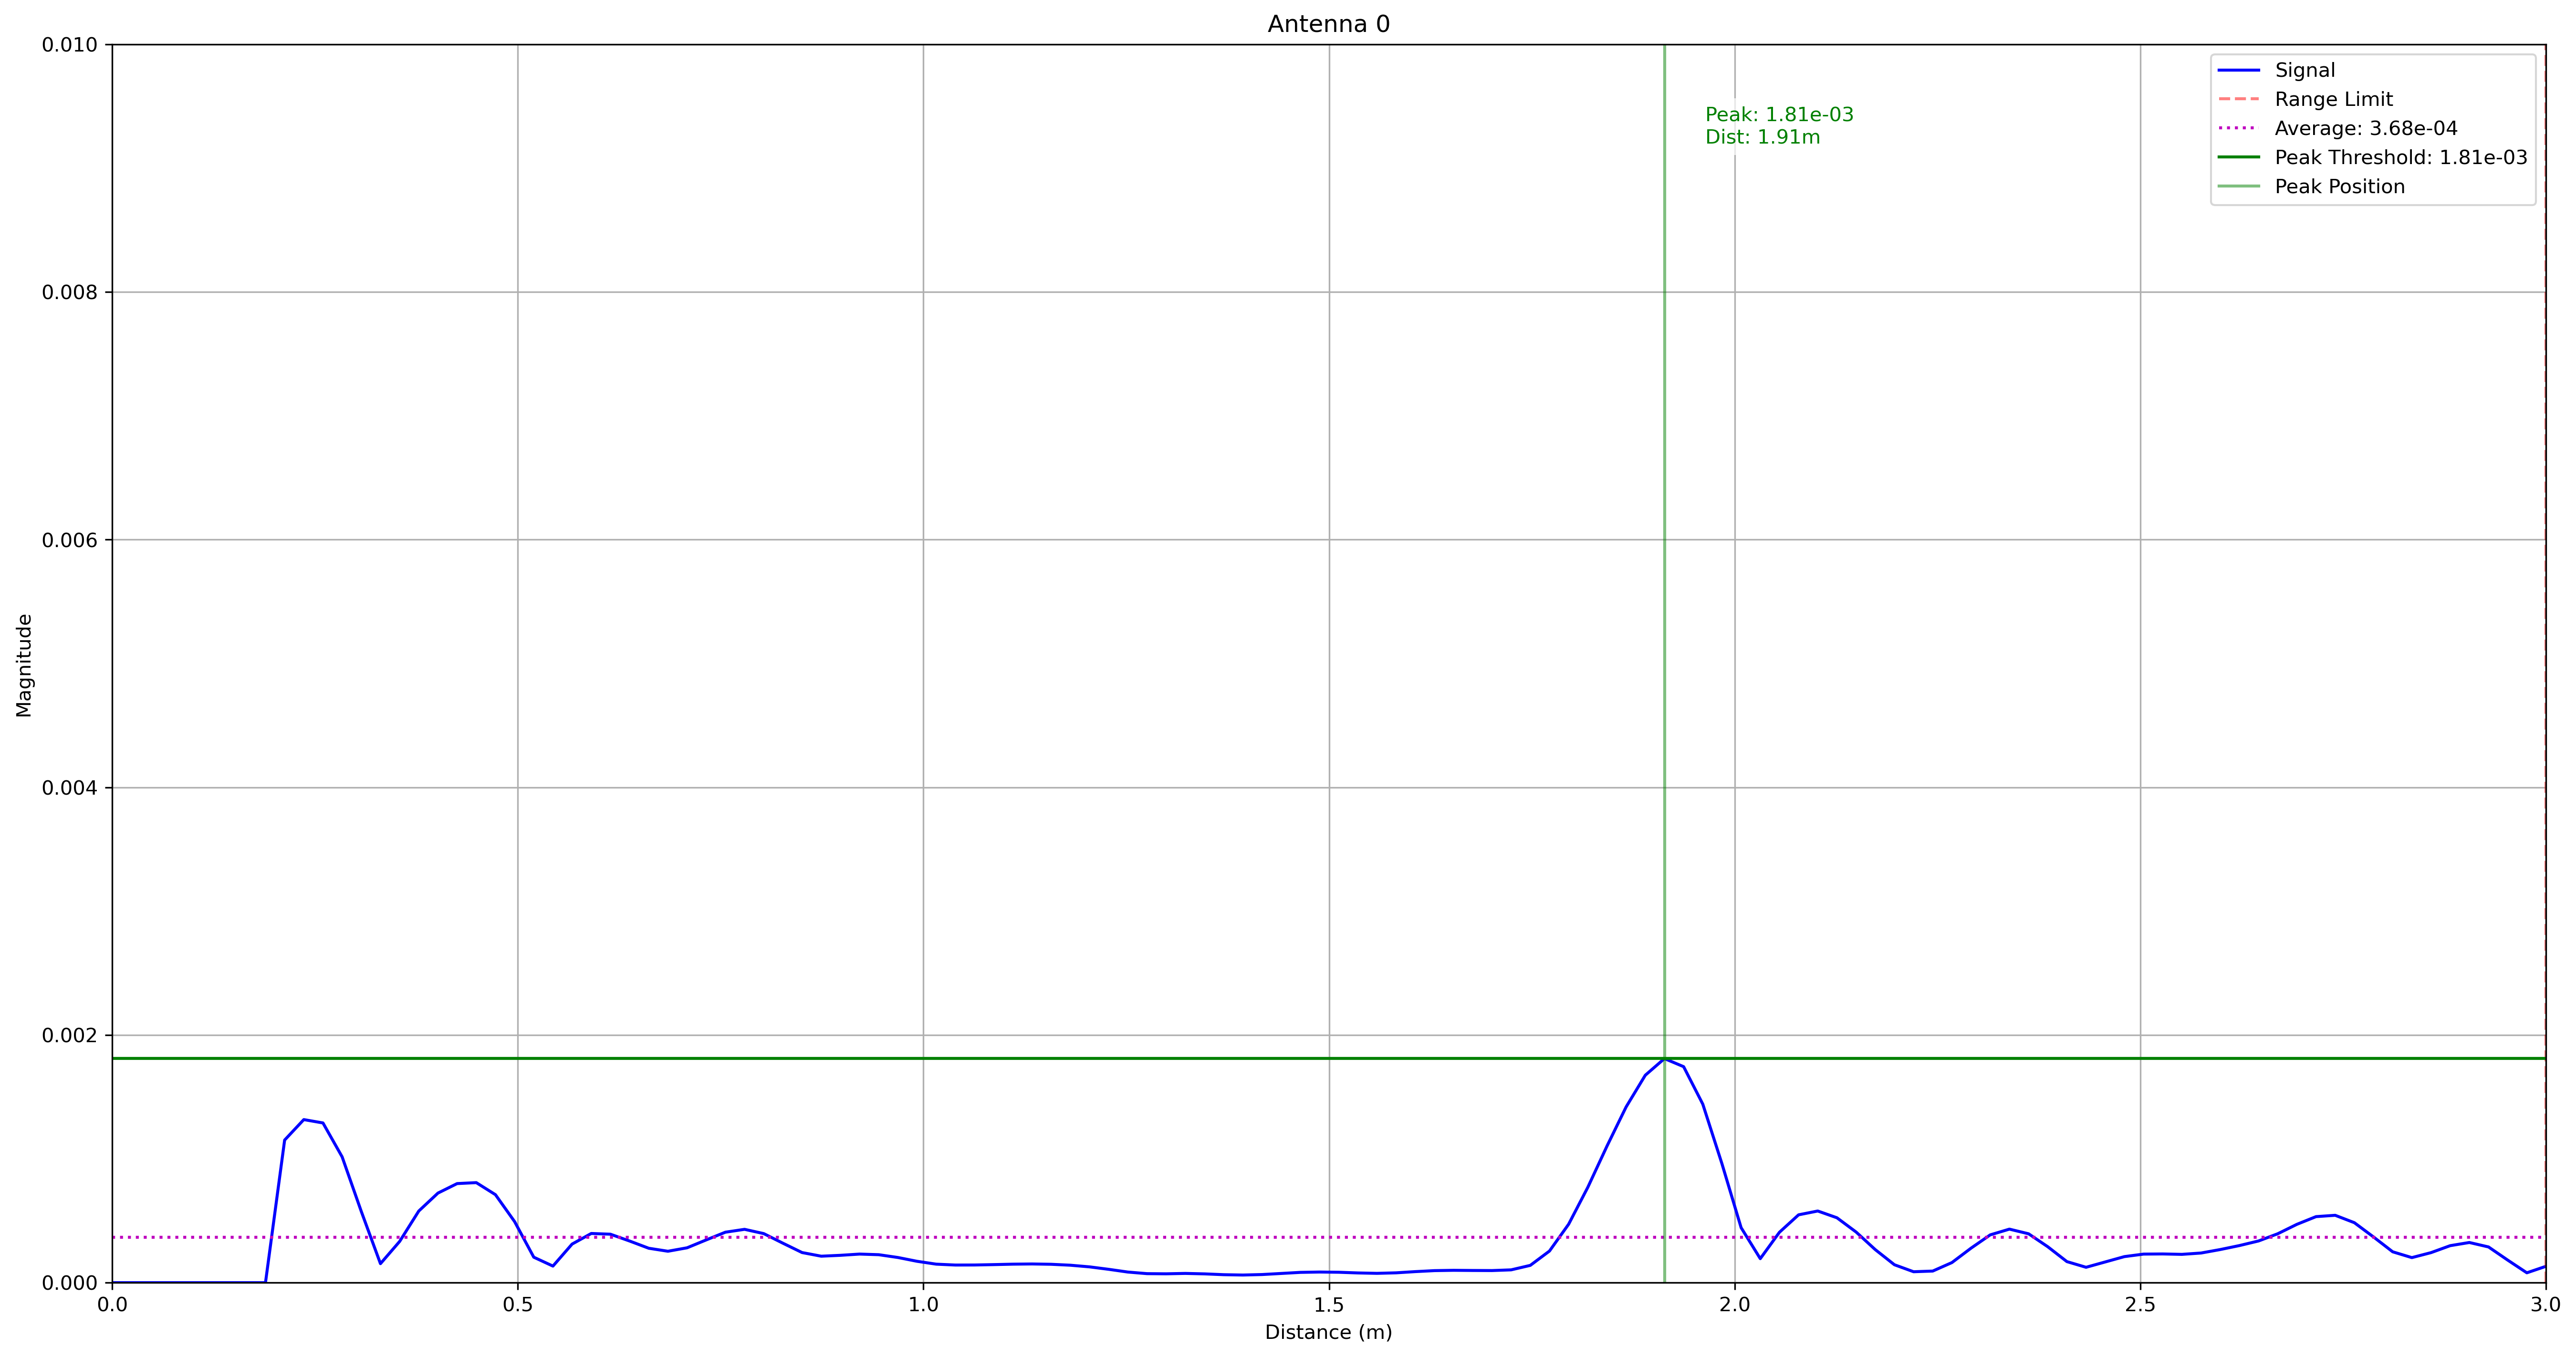 Antenna 0
0.010
0.008
0.006
0.004
0.002
0.000
Magnitude
Peak: 1.81e-03
Dist: 1.91m
Signal
Range Limit
Average: 3.68e-04
Peak Threshold: 1.81e-03
Peak Position
0.0 0.5 1.0 1.5 2.0 2.5 3.0
Distance (m)